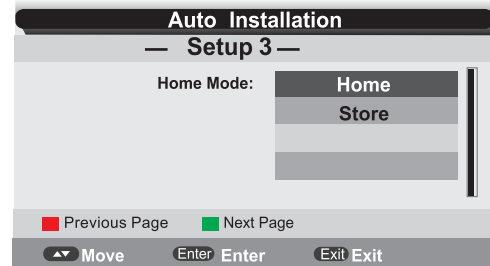 Auto Installation
— Setup 3 —
Home Mode: Home
Store
Previous Page Next Page
Move Enter Enter Exit Exit